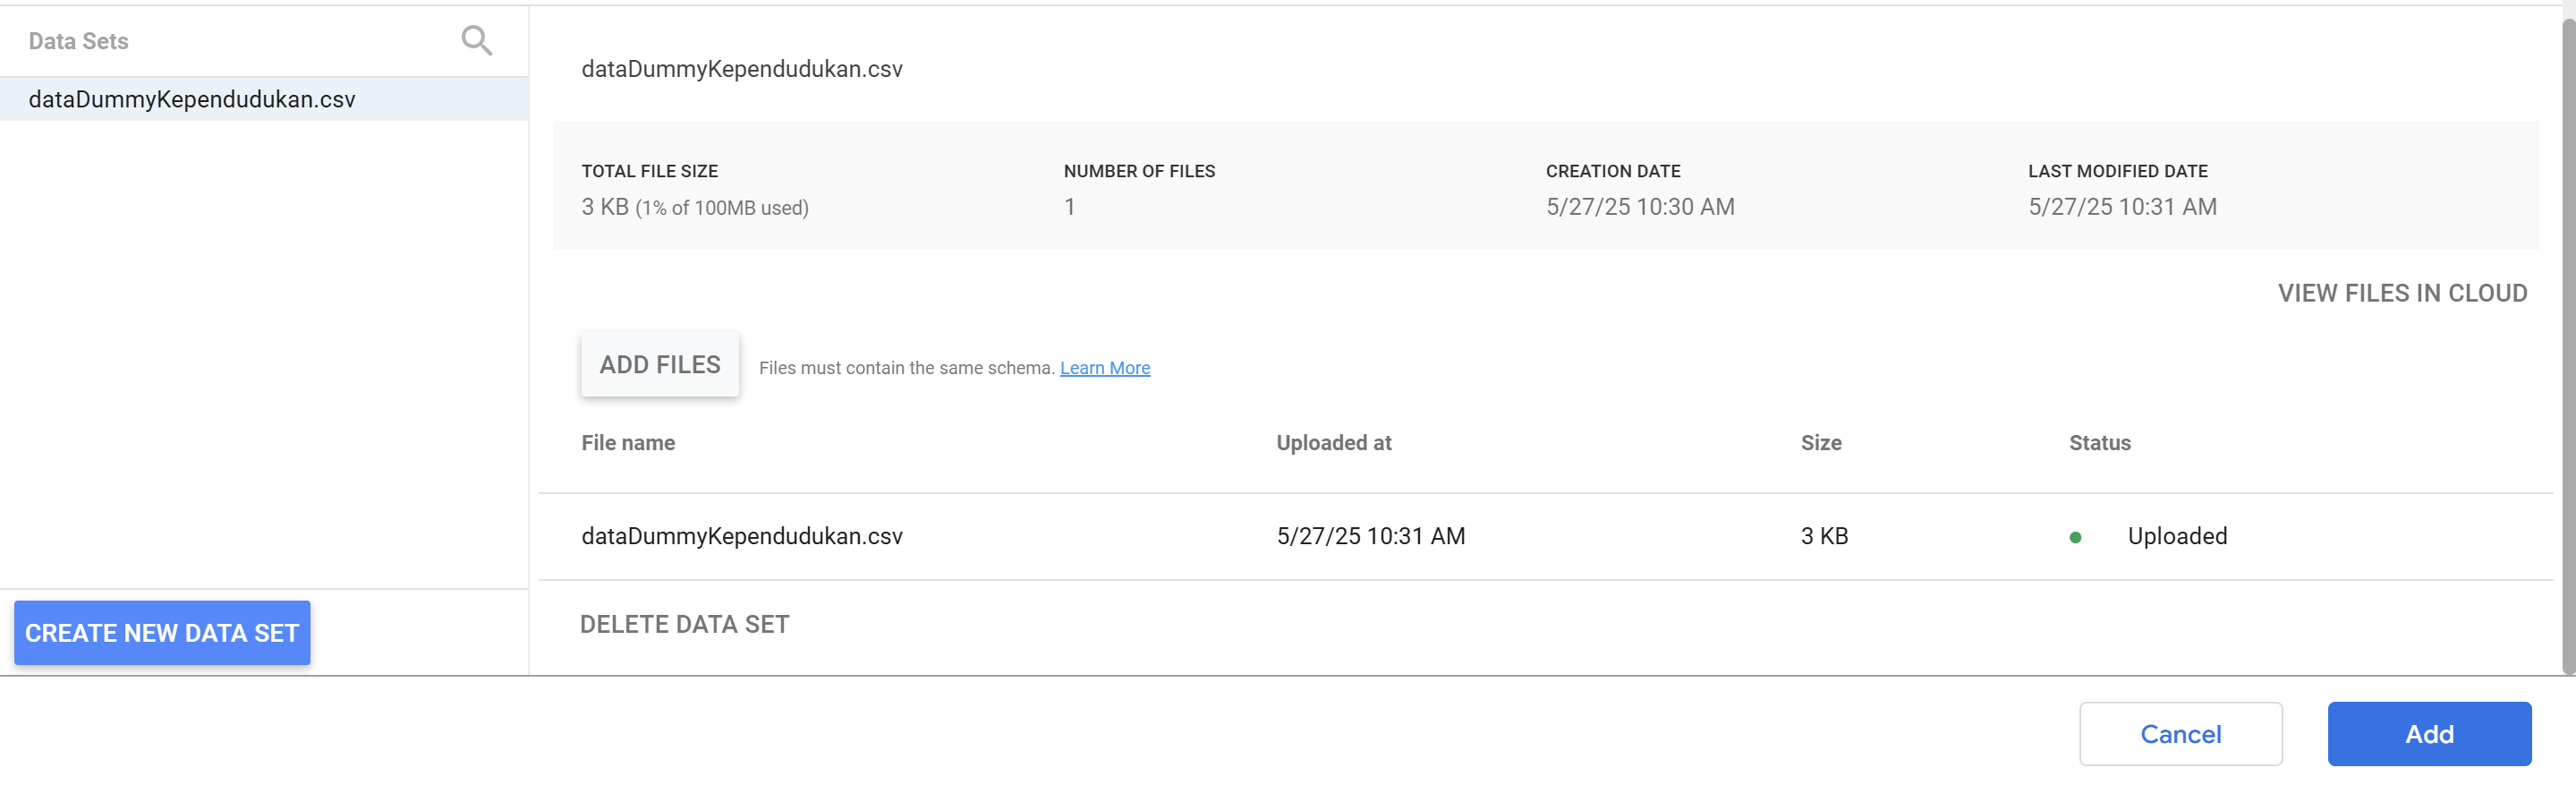 Data Sets
dataDummyKependudukan.csv
CREATE NEW DATA SET
dataDummyKependudukan.csv
TOTAL FILE SIZE NUMBER OF FILES CREATION DATE LAST MODIFIED DATE
3 KB (1% of 100MB used) 1 5/27/25 10:30 AM 5/27/25 10:31 AM
VIEW FILES IN CLOUD
ADD FILES Files must contain the same schema. Learn More
File name Uploaded at Size Status
dataDummyKependudukan.csv 5/27/25 10:31 AM 3 KB Uploaded
DELETE DATA SET
Cancel Add